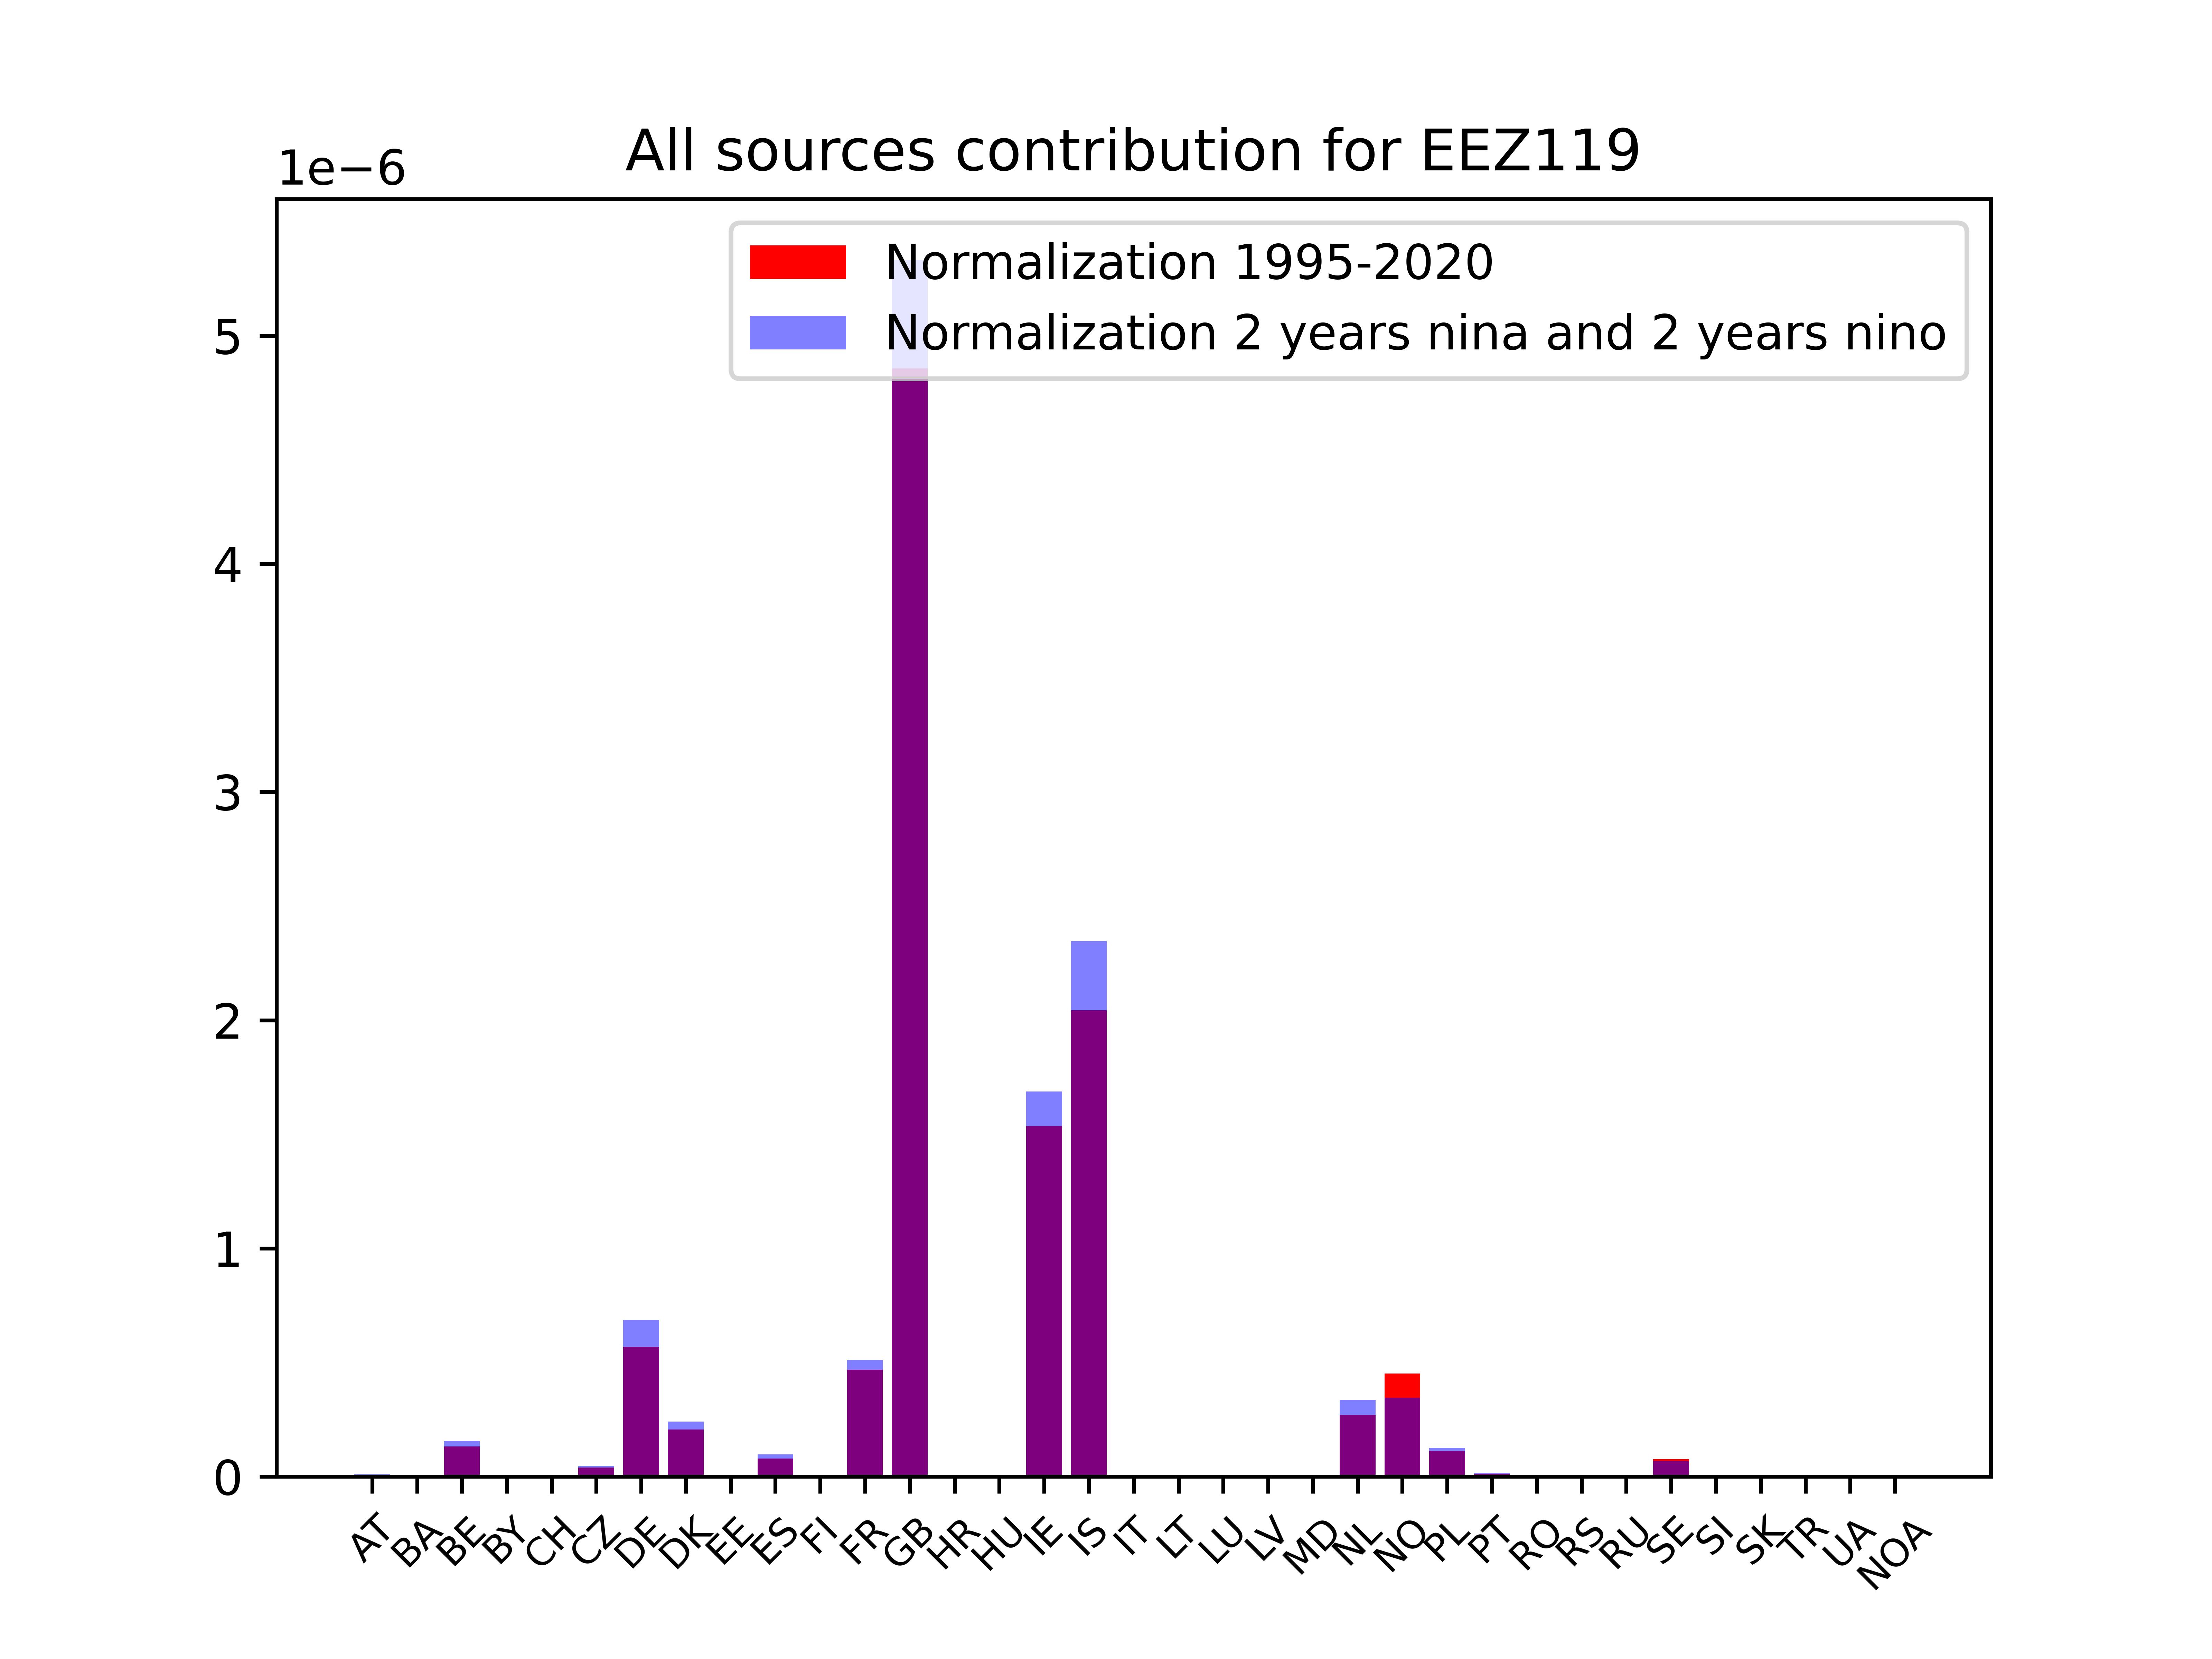 All sources contribution for EEZ119
1e−6
Normalization 1995-2020
Normalization 2 years nina and 2 years nino
5
4
3
2
1
0
AT BA BE BY CH CZ DE DK EE ES FI FR GB HR HU IE IS IT LT LU LV MD NL NO PL PT RO RS RU SE SI SK TR UA NOA